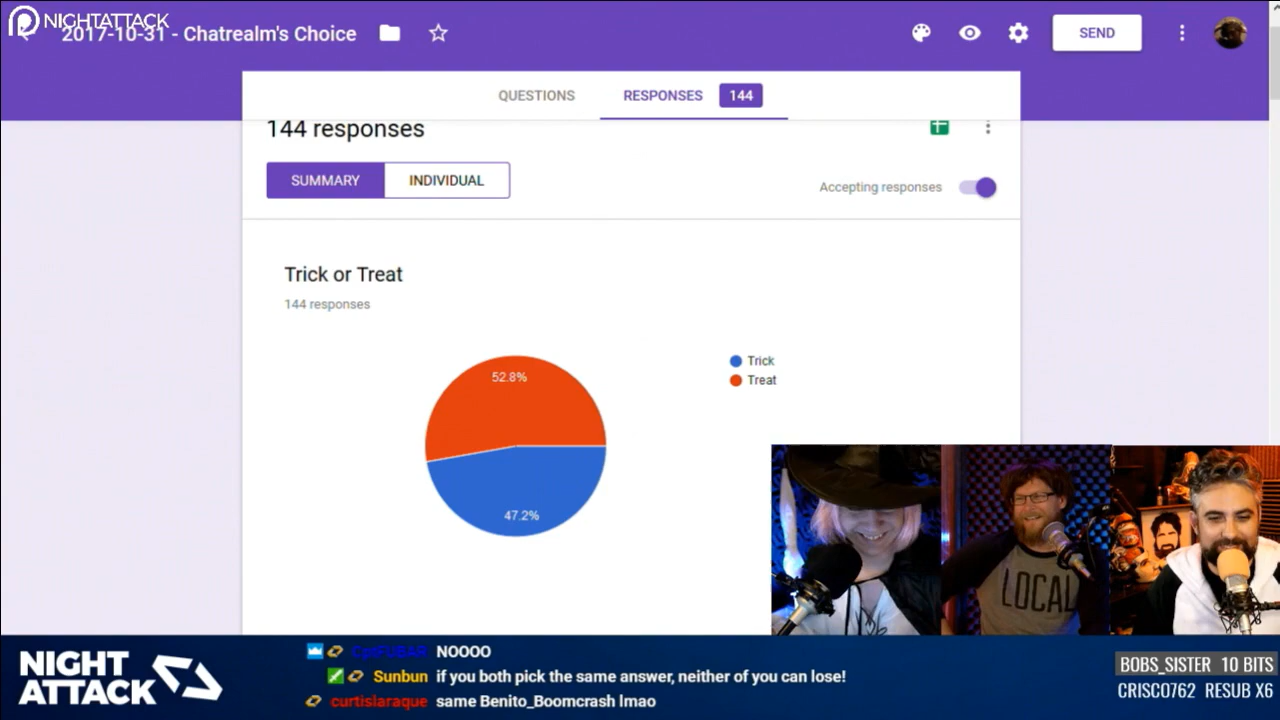 NIGHTATTACK
2017-10-31 - Chatrealm's Choice
SEND
QUESTIONS
RESPONSES 144
144 responses
SUMMARY
INDIVIDUAL
Accepting responses
Trick or Treat
144 responses
52.8%
47.2%
Trick
Treat
LOCAL
NIGHT
ATTACK
CptFUBAR NOOOO
Sunbun if you both pick the same answer, neither of you can lose!
curtislaraque same Benito_Boomcrash lmao
BOBS_SISTER 10 BITS
CRISCO762 RESUB X6